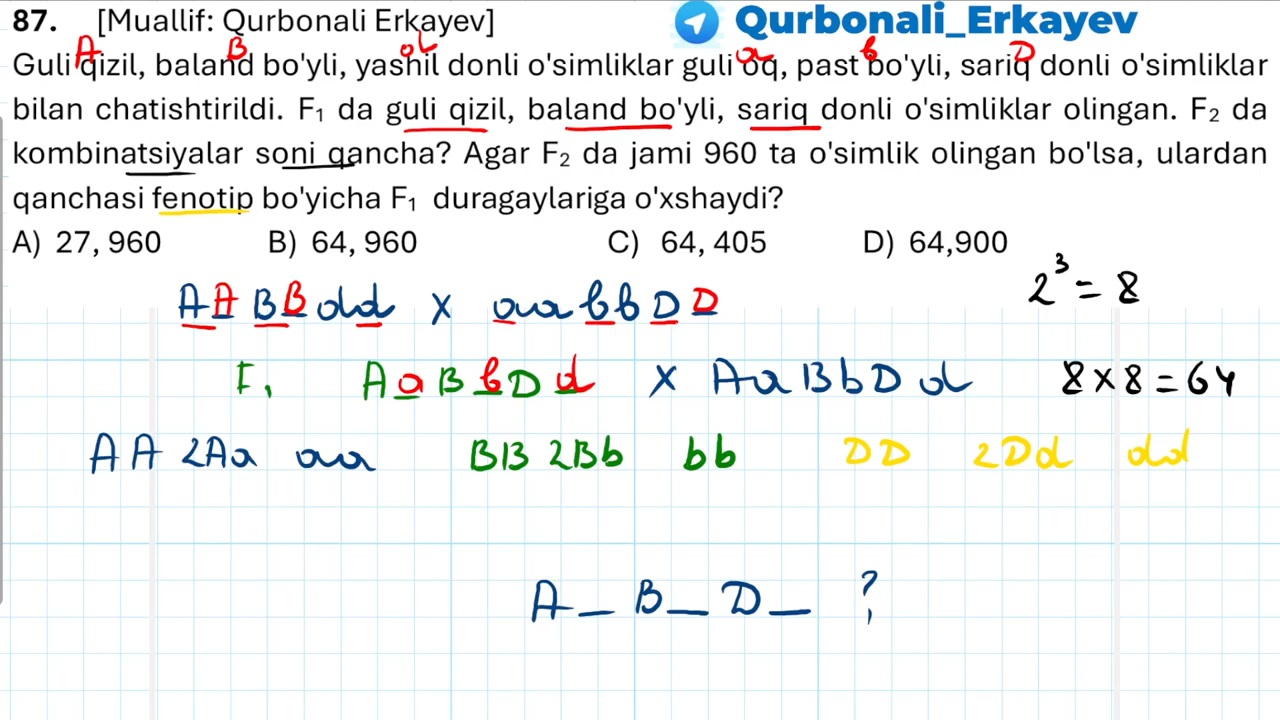 87. [Muallif: Qurbonali Erkayev]
Qurbonali_Erkayev
A B d a b D
Guli qizil, baland bo'yli, yashil donli o'simliklar guli oq, past bo'yli, sariq donli o'simliklar
bilan chatishtirildi. F₁ da guli qizil, baland bo'yli, sariq donli o'simliklar olingan. F₂ da
kombinatsiyalar soni qancha? Agar F₂ da jami 960 ta o'simlik olingan bo'lsa, ulardan
qanchasi fenotip bo'yicha F₁ duragaylariga o'xshaydi?
A) 27, 960 B) 64, 960 C) 64, 405 D) 64,900
2³ = 8
AABBdd x aabbDD
F₁ AaBbDd x AaBbDd 8 x 8 = 64
AA 2Aa aa BB 2Bb bb DD 2Dd dd
A_ B_ D_ ?